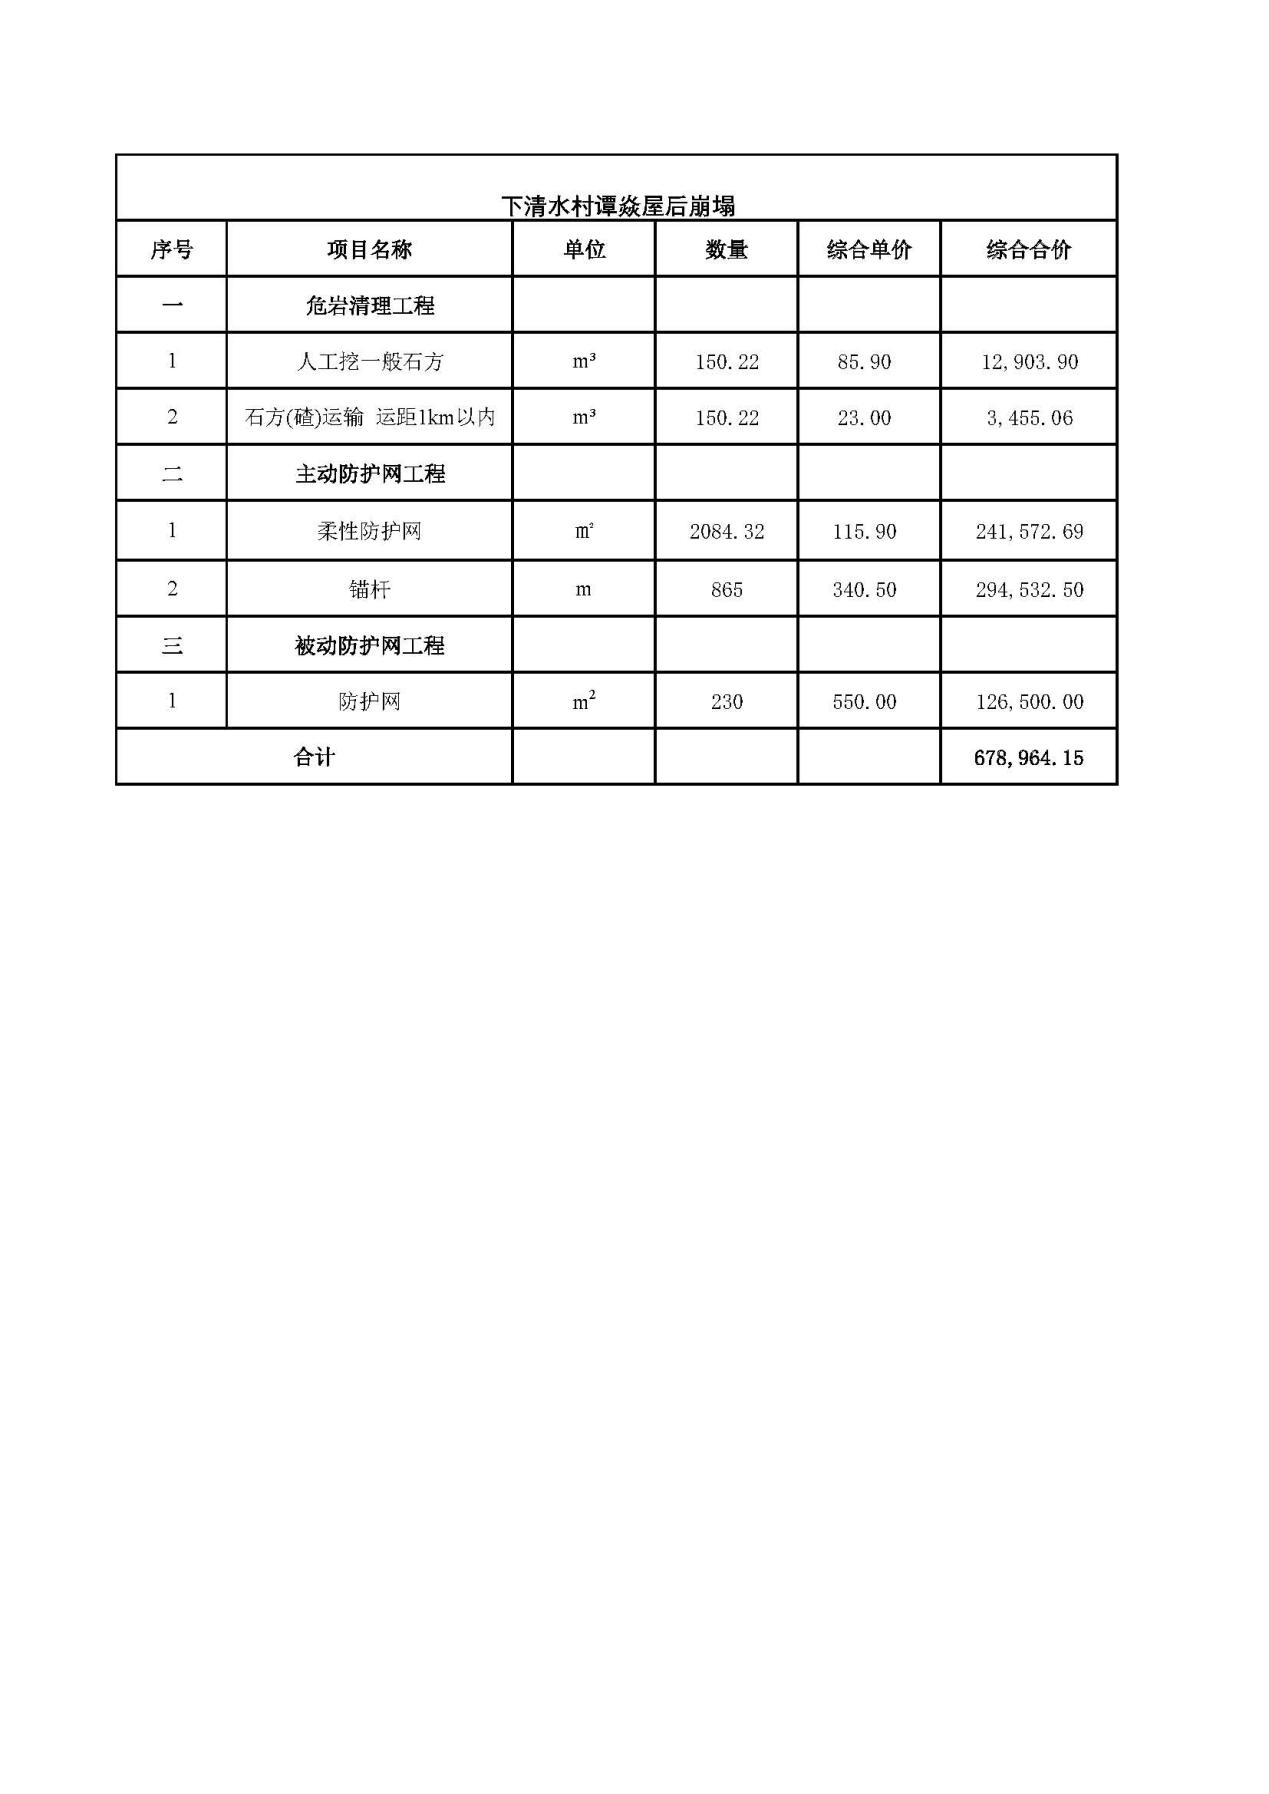 下清水村谭焱屋后崩塌
序号 项目名称 单位 数量 综合单价 综合合价
一 危岩清理工程
1 人工挖一般石方 m³ 150.22 85.90 12,903.90
2 石方(碴)运输 运距1km以内 m³ 150.22 23.00 3,455.06
二 主动防护网工程
1 柔性防护网 m² 2084.32 115.90 241,572.69
2 锚杆 m 865 340.50 294,532.50
三 被动防护网工程
1 防护网 m² 230 550.00 126,500.00
合计 678,964.15